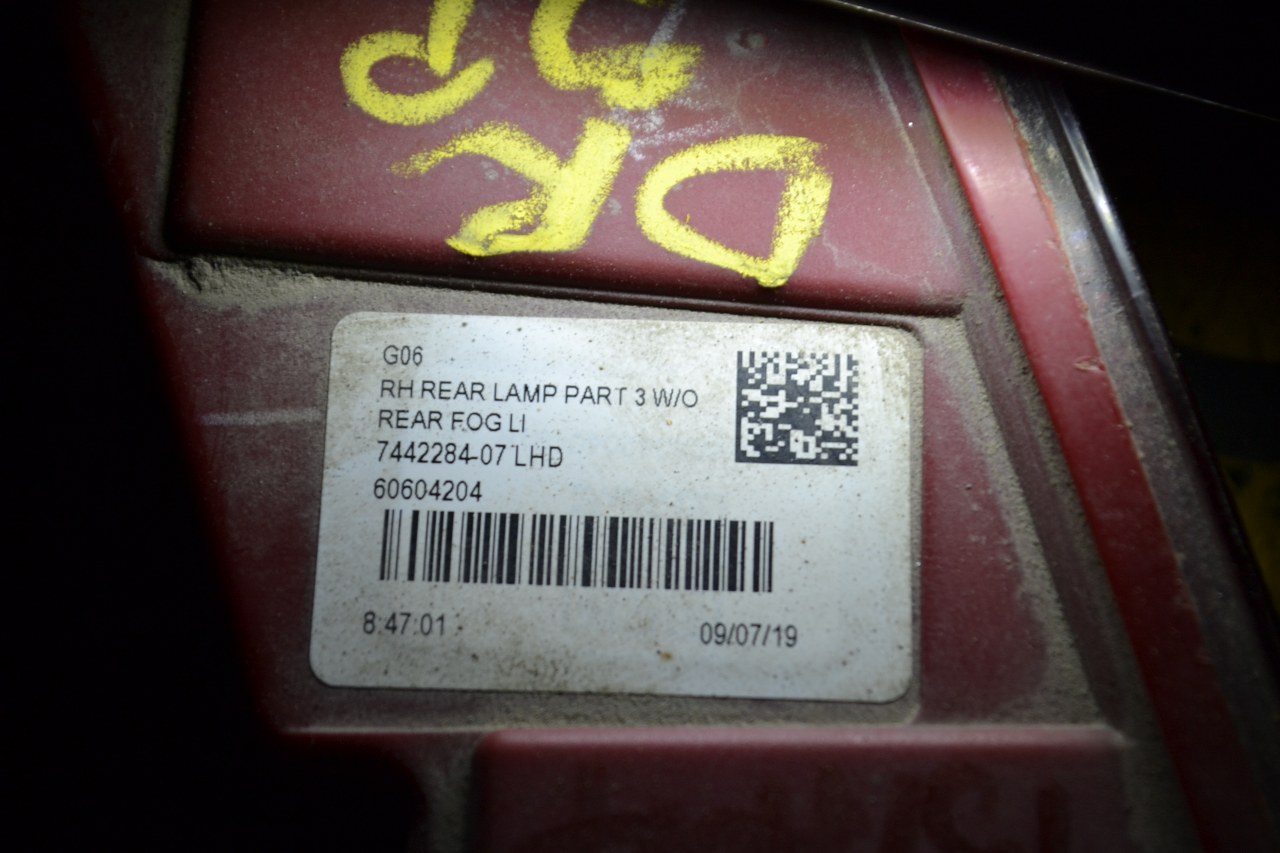 DR
G06
RH REAR LAMP PART 3 W/O
REAR FOG LI
7442284-07 LHD
60604204
8:47:01
09/07/19